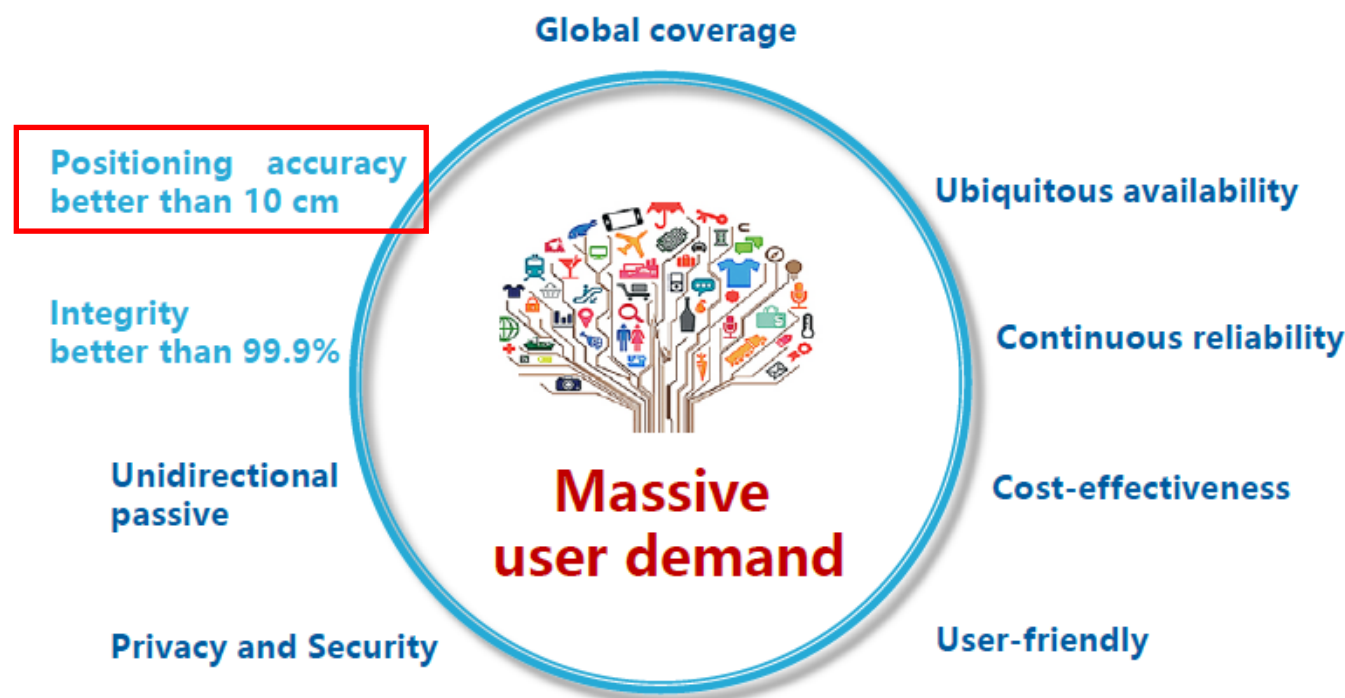 Global coverage
Positioning accuracy
better than 10 cm
Ubiquitous availability
Integrity
better than 99.9%
Continuous reliability
Unidirectional
passive
Massive
user demand
Cost-effectiveness
Privacy and Security
User-friendly